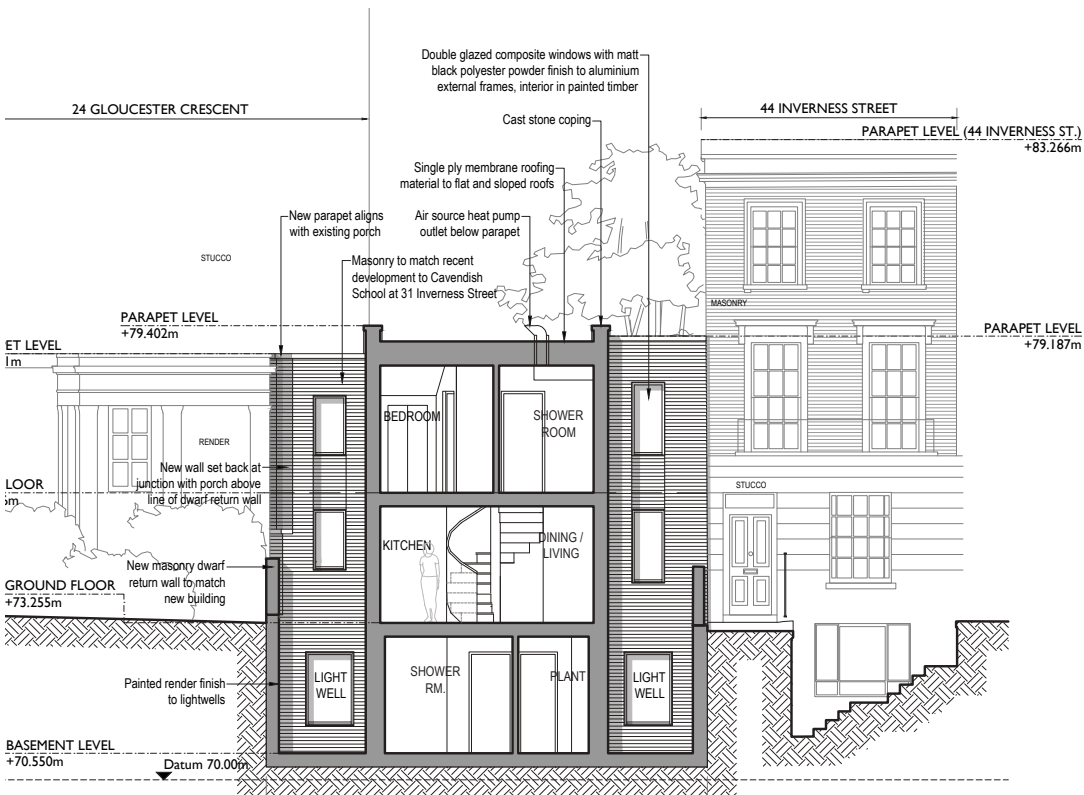 Double glazed composite windows with matt
black polyester powder finish to aluminium
external frames, interior in painted timber
24 GLOUCESTER CRESCENT
44 INVERNESS STREET
Cast stone coping
PARAPET LEVEL (44 INVERNESS ST.)
+83.266m
Single ply membrane roofing
material to flat and sloped roofs
New parapet aligns
with existing porch
Air source heat pump
outlet below parapet
STUCCO
Masonry to match recent
development to Cavendish
School at 31 Inverness Street
MASONRY
PARAPET LEVEL
+79.402m
PARAPET LEVEL
+79.187m
ET LEVEL
1m
BEDROOM
SHOWER
ROOM
RENDER
New wall set back at
junction with porch above
line of dwarf return wall
LOOR
STUCCO
KITCHEN
DINING /
LIVING
New masonry dwarf
return wall to match
new building
GROUND FLOOR
+73.255m
Painted render finish
to lightwells
LIGHT
WELL
SHOWER
RM.
PLANT
LIGHT
WELL
BASEMENT LEVEL
+70.550m
Datum 70.00m